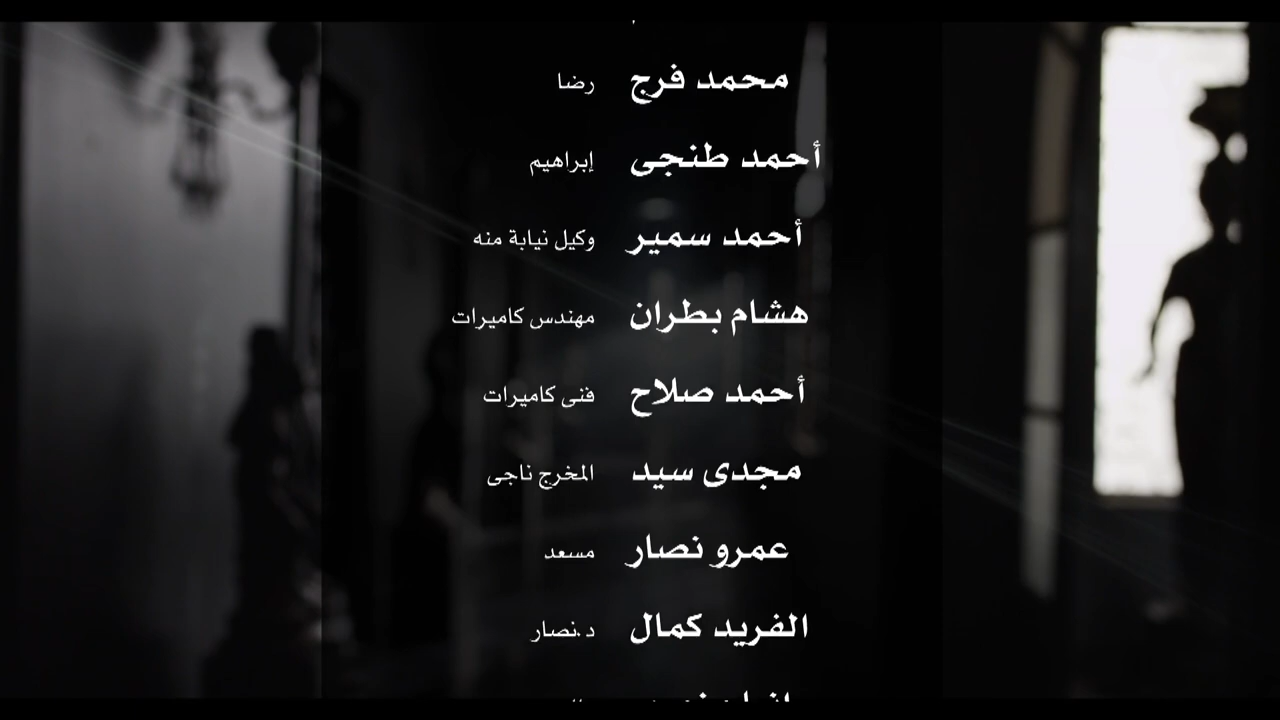 محمد فرج رضا
أحمد طنجى إبراهيم
أحمد سمير وكيل نيابة منه
هشام بطران مهندس كاميرات
أحمد صلاح فنى كاميرات
مجدى سيد المخرج ناجى
عمرو نصار مسعد
الفريد كمال د.نصار